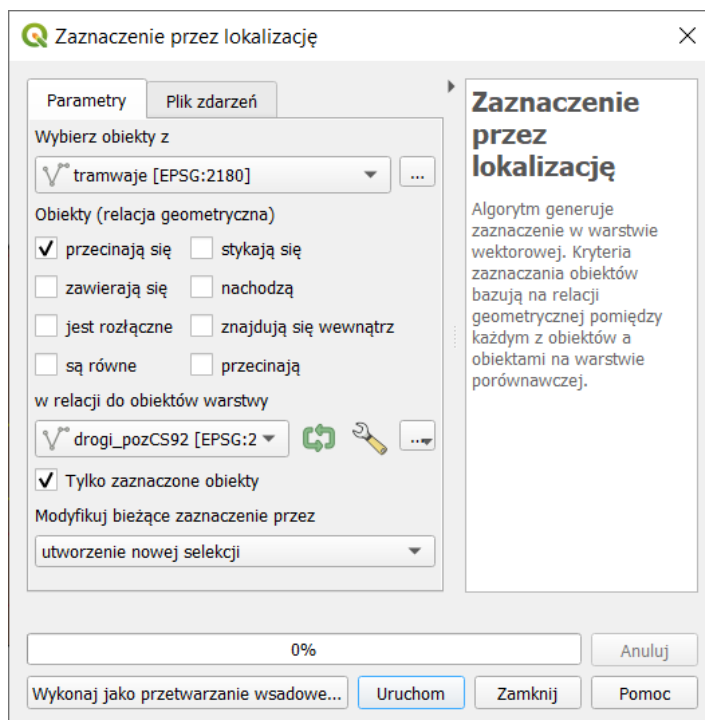 Zaznaczenie przez lokalizację
Parametry
Plik zdarzeń
Wybierz obiekty z
tramwaje [EPSG:2180]
...
Obiekty (relacja geometryczna)
przecinają się
stykają się
zawierają się
nachodzą
jest rozłączne
znajdują się wewnątrz
są równe
przecinają
w relacji do obiektów warstwy
drogi_pozCS92 [EPSG:2
...
Tylko zaznaczone obiekty
Modyfikuj bieżące zaznaczenie przez
utworzenie nowej selekcji
Zaznaczenie
przez
lokalizację
Algorytm generuje
zaznaczenie w warstwie
wektorowej. Kryteria
zaznaczania obiektów
bazują na relacji
geometrycznej pomiędzy
każdym z obiektów a
obiektami na warstwie
porównawczej.
0%
Anuluj
Wykonaj jako przetwarzanie wsadowe...
Uruchom
Zamknij
Pomoc